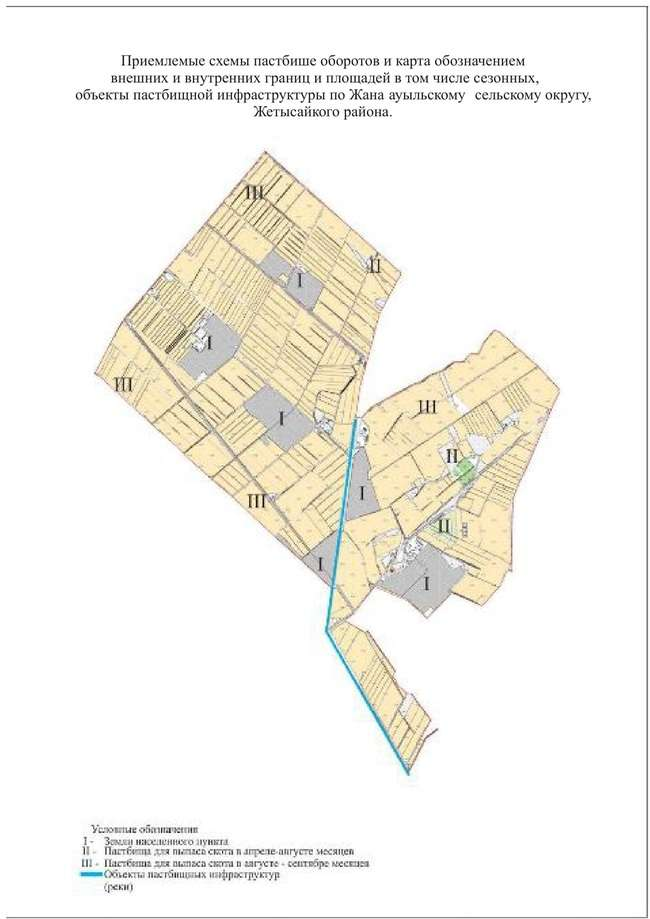 Приемлемые схемы пастбише оборотов и карта обозначением
внешних и внутренних границ и площадей в том числе сезонных,
объекты пастбищной инфраструктуры по Жана ауыльскому сельскому округу,
Жетысайкого района.
III
II
I
I
III
I
III
II
III
I
II
I
I
Условные обозначения
I - Земли населенного пункта
II - Пастбища для выпаса скота в апреле-августе месяцев
III - Пастбища для выпаса скота в августе - сентябре месяцев
Объекты пастбищных инфраструктур
(реки)